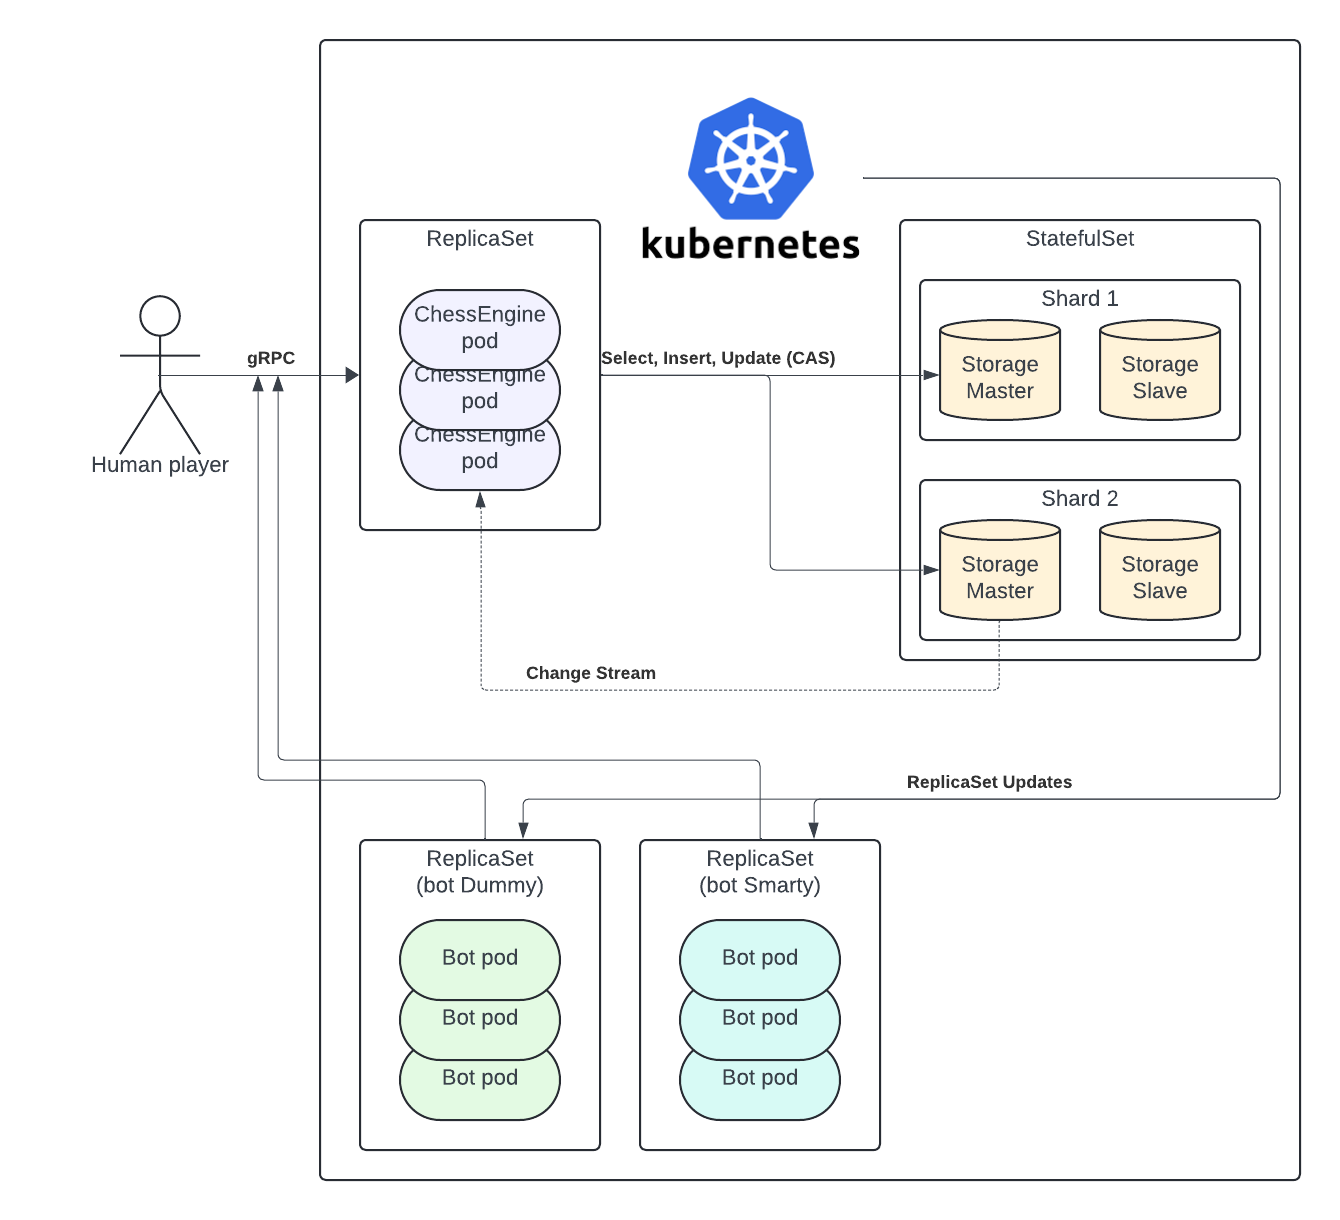 kubernetes
ReplicaSet
ChessEngine
pod
ChessEngine
pod
ChessEngine
pod
StatefulSet
Shard 1
Storage
Master
Storage
Slave
Shard 2
Storage
Master
Storage
Slave
gRPC
Human player
Select, Insert, Update (CAS)
Change Stream
ReplicaSet Updates
ReplicaSet
(bot Dummy)
Bot pod
Bot pod
Bot pod
ReplicaSet
(bot Smarty)
Bot pod
Bot pod
Bot pod